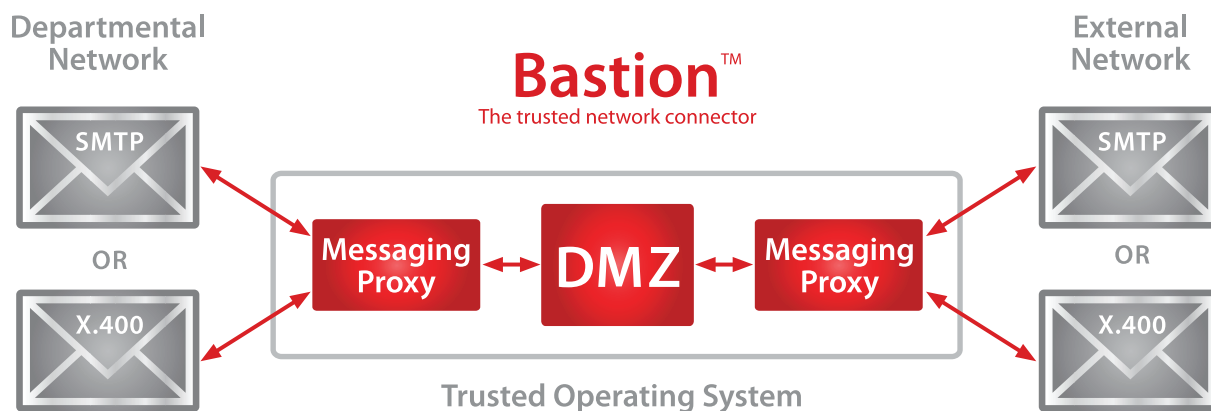 Departmental
Network
Bastion™
The trusted network connector
External
Network
SMTP
OR
X.400
Messaging
Proxy
DMZ
Messaging
Proxy
SMTP
OR
X.400
Trusted Operating System